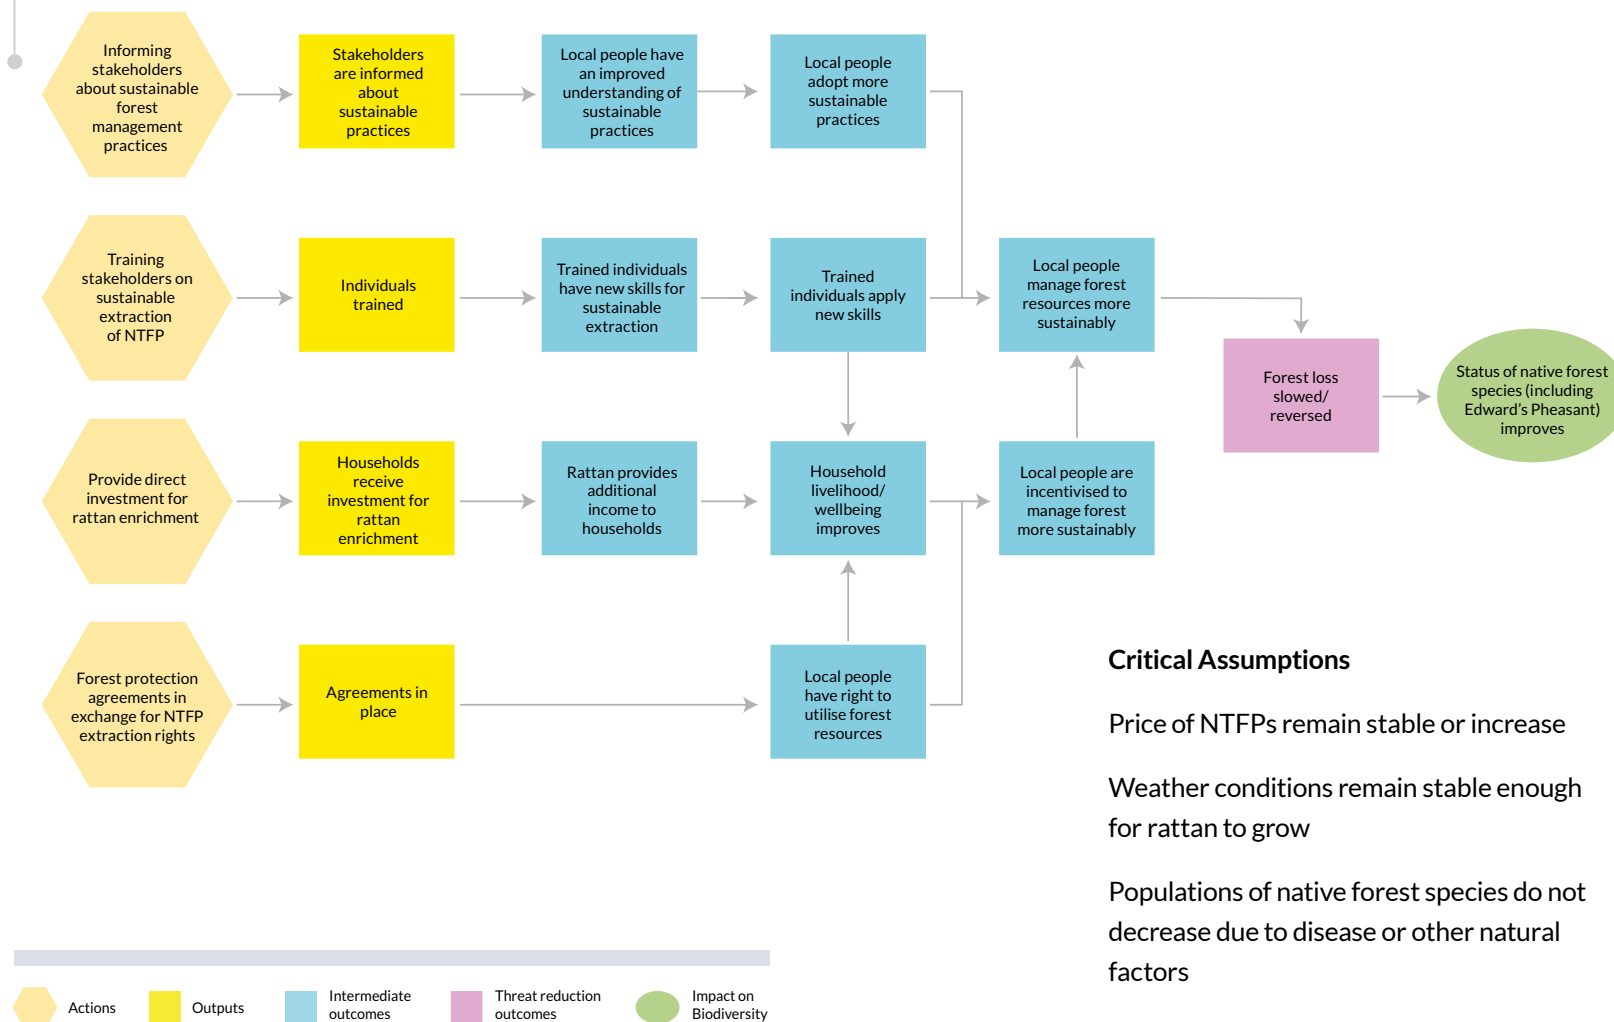 Informing
stakeholders
about sustainable
forest
management
practices
Stakeholders
are informed
about
sustainable
practices
Local people have
an improved
understanding of
sustainable
practices
Local people
adopt more
sustainable
practices
Training
stakeholders on
sustainable
extraction
of NTFP
Individuals
trained
Trained individuals
have new skills for
sustainable
extraction
Trained
individuals apply
new skills
Local people
manage forest
resources more
sustainably
Forest loss
slowed/
reversed
Status of native forest
species (including
Edward's Pheasant)
improves
Provide direct
investment for
rattan enrichment
Households
receive
investment for
rattan
enrichment
Rattan provides
additional
income to
households
Household
livelihood/
wellbeing
improves
Local people are
incentivised to
manage forest
more sustainably
Forest protection
agreements in
exchange for NTFP
extraction rights
Agreements in
place
Local people
have right to
utilise forest
resources
Critical Assumptions
Price of NTFPs remain stable or increase
Weather conditions remain stable enough
for rattan to grow
Populations of native forest species do not
decrease due to disease or other natural
factors
Actions
Outputs
Intermediate
outcomes
Threat reduction
outcomes
Impact on
Biodiversity